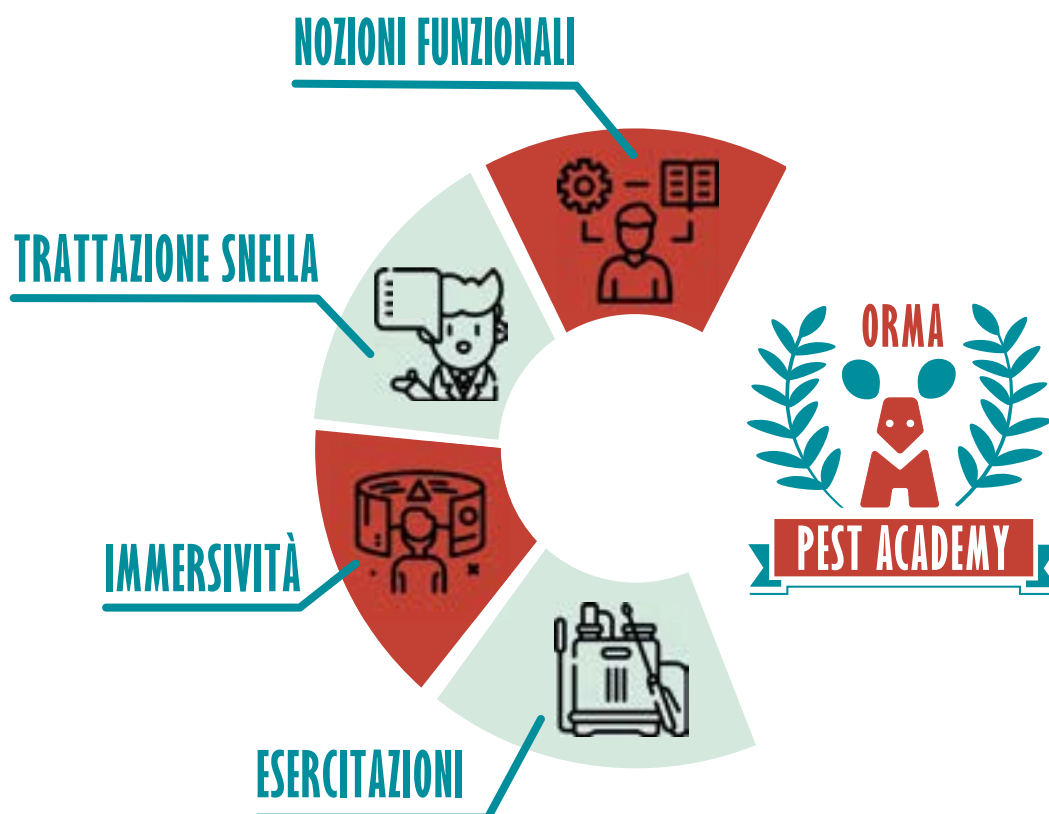 NOZIONI FUNZIONALI
TRATTAZIONE SNELLA
ORMA
PEST ACADEMY
IMMERSIVITÀ
ESERCITAZIONI